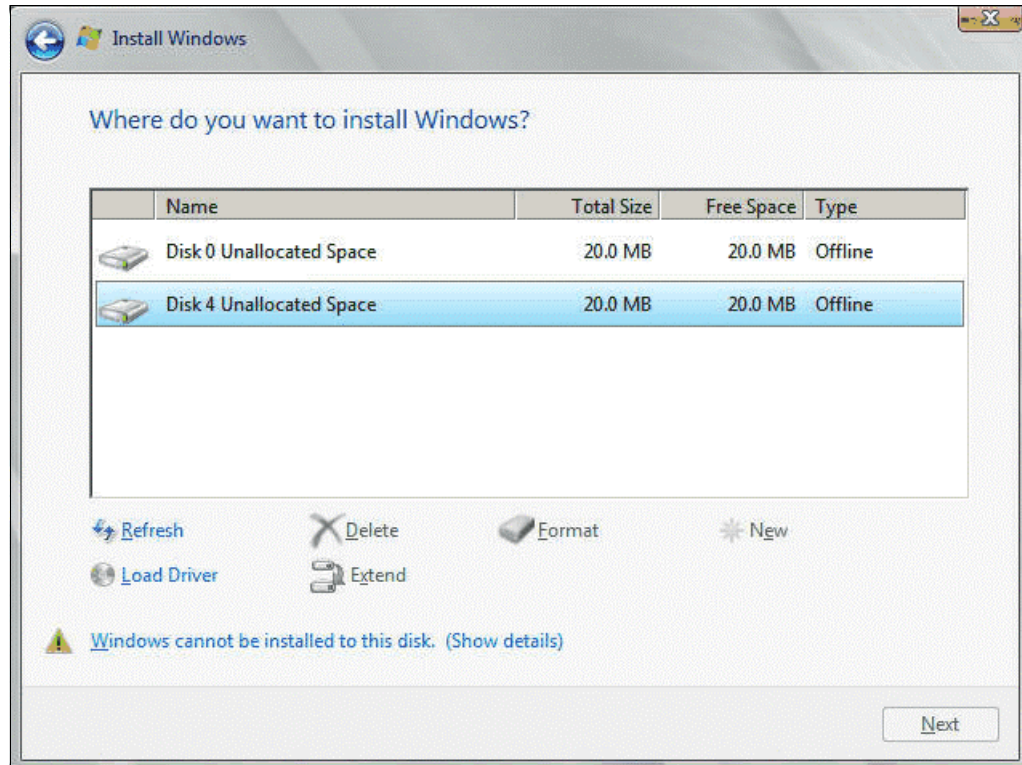 Install Windows
Where do you want to install Windows?
Name Total Size Free Space Type
Disk 0 Unallocated Space 20.0 MB 20.0 MB Offline
Disk 4 Unallocated Space 20.0 MB 20.0 MB Offline
Refresh Delete Format New
Load Driver Extend
Windows cannot be installed to this disk. (Show details)
Next